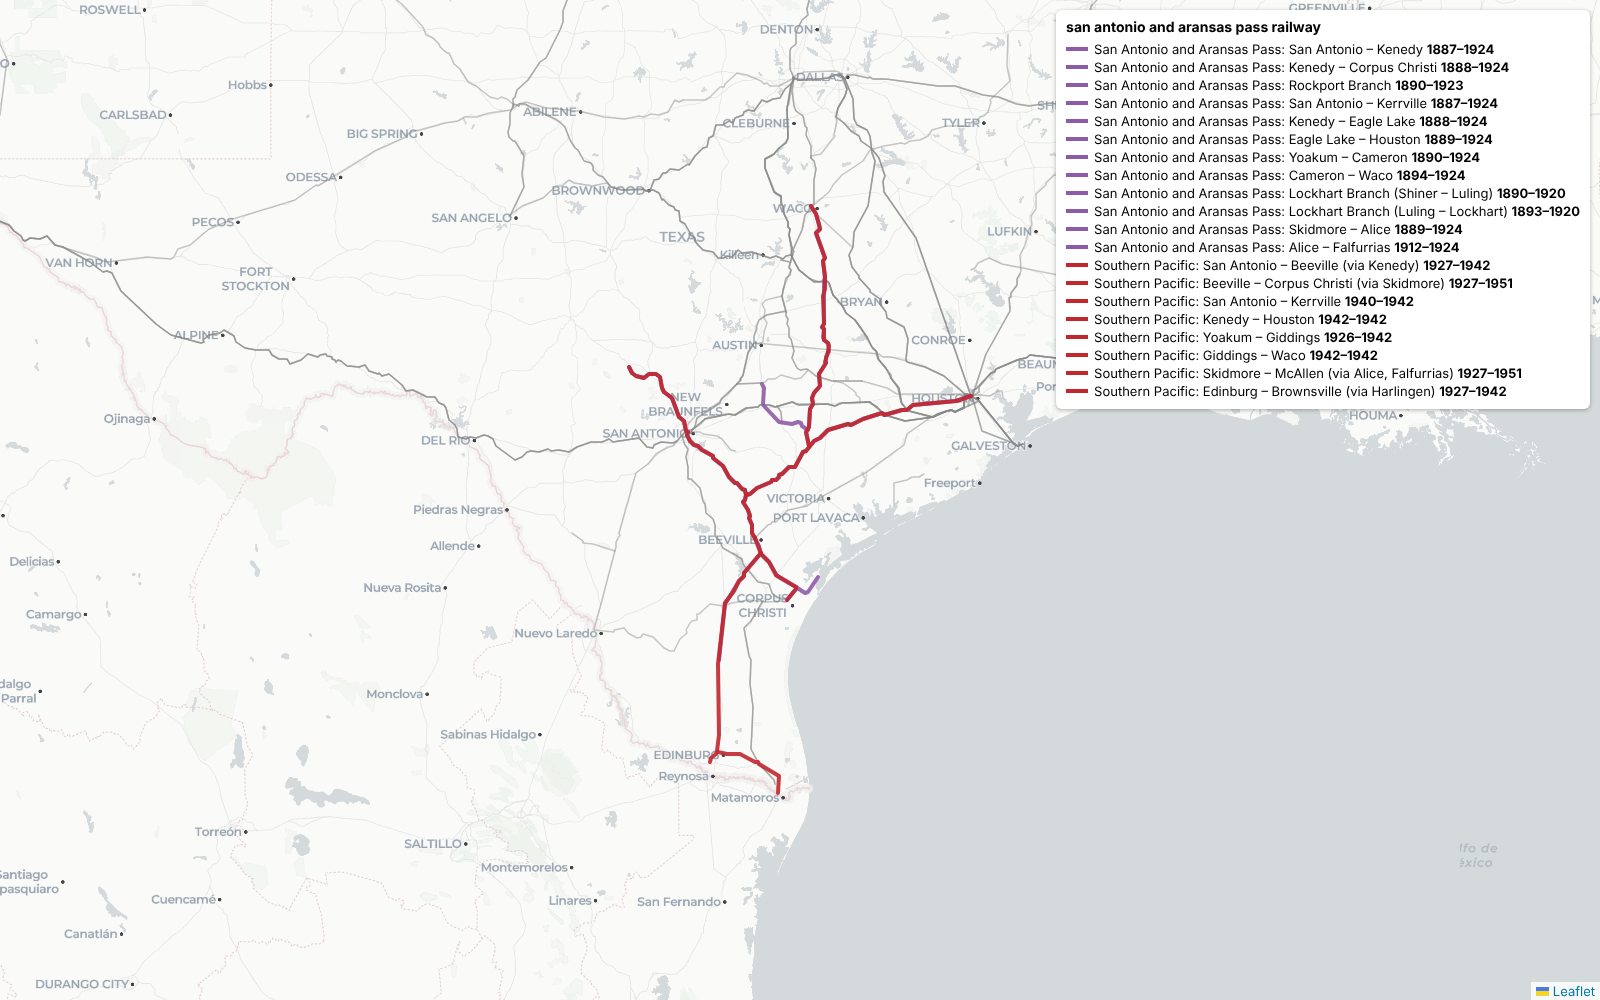 san antonio and aransas pass railway
San Antonio and Aransas Pass: San Antonio – Kenedy 1887–1924
San Antonio and Aransas Pass: Kenedy – Corpus Christi 1888–1924
San Antonio and Aransas Pass: Rockport Branch 1890–1923
San Antonio and Aransas Pass: San Antonio – Kerrville 1887–1924
San Antonio and Aransas Pass: Kenedy – Eagle Lake 1888–1924
San Antonio and Aransas Pass: Eagle Lake – Houston 1889–1924
San Antonio and Aransas Pass: Yoakum – Cameron 1890–1924
San Antonio and Aransas Pass: Cameron – Waco 1894–1924
San Antonio and Aransas Pass: Lockhart Branch (Shiner – Luling) 1890–1920
San Antonio and Aransas Pass: Lockhart Branch (Luling – Lockhart) 1893–1920
San Antonio and Aransas Pass: Skidmore – Alice 1889–1924
San Antonio and Aransas Pass: Alice – Falfurrias 1912–1924
Southern Pacific: San Antonio – Beeville (via Kenedy) 1927–1942
Southern Pacific: Beeville – Corpus Christi (via Skidmore) 1927–1951
Southern Pacific: San Antonio – Kerrville 1940–1942
Southern Pacific: Kenedy – Houston 1942–1942
Southern Pacific: Yoakum – Giddings 1926–1942
Southern Pacific: Giddings – Waco 1942–1942
Southern Pacific: Skidmore – McAllen (via Alice, Falfurrias) 1927–1951
Southern Pacific: Edinburg – Brownsville (via Harlingen) 1927–1942
ROSWELL
GREENVILLE
DENTON
DALLAS
Hobbs
CARLSBAD
ABILENE
BIG SPRING
CLEBURNE
TYLER
SH
ODESSA
BROWNWOOD
WACO
SAN ANGELO
PECOS
TEXAS
LUFKIN
Killeen
VAN HORN
FORT
STOCKTON
BRYAN
ALPINE
AUSTIN
CONROE
BEAUM
Por
NEW
BRAUNFELS
HOUSTON
HOUMA
Ojinaga
SAN ANTONIO
DEL RIO
GALVESTON
Freeport
VICTORIA
PORT LAVACA
Piedras Negras
BEEVILLE
Allende
Delicias
Nueva Rosita
CORPUS
CHRISTI
Camargo
Nuevo Laredo
dalgo
Parral
Monclova
Sabinas Hidalgo
EDINBURG
Reynosa
Matamoros
Torreón
SALTILLO
Montemorelos
lfo de
éxico
Santiago
pasquiaro
Cuencamé
Linares
San Fernando
Canatlán
DURANGO CITY
Leaflet